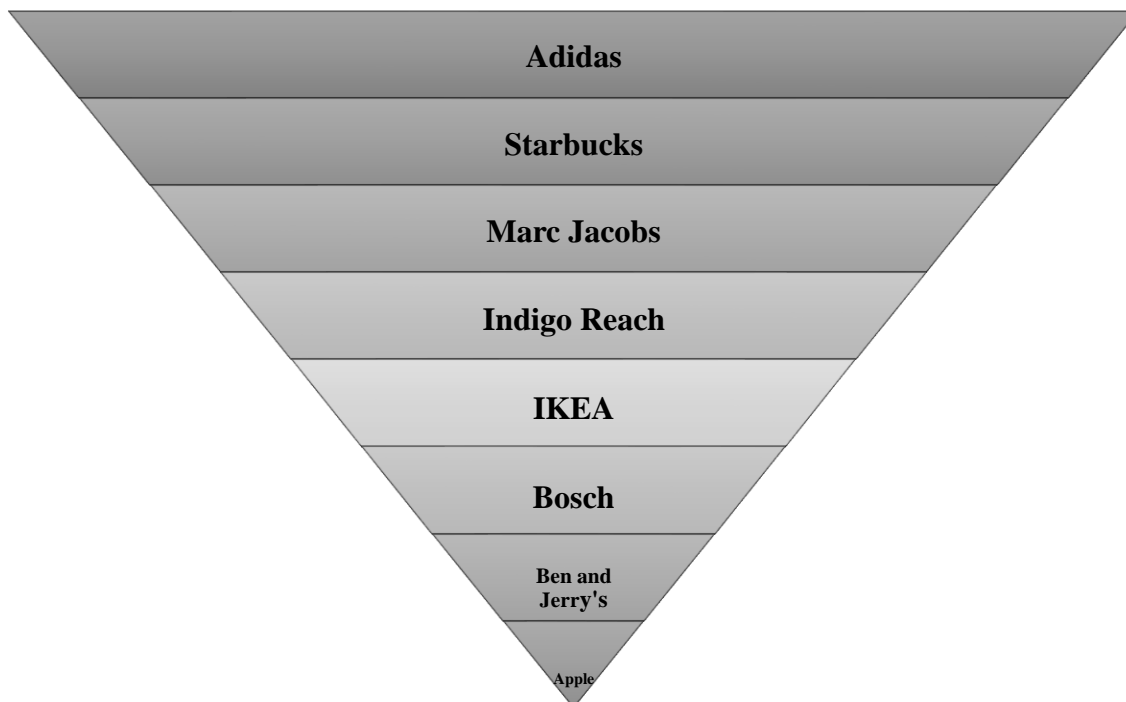 Adidas
Starbucks
Marc Jacobs
Indigo Reach
IKEA
Bosch
Ben and
Jerry's
Apple